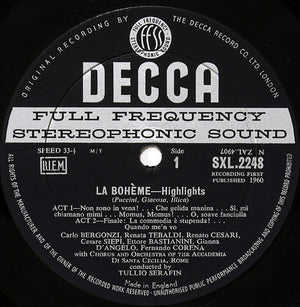 ORIGINAL RECORDING BY
THE DECCA RECORD CO LTD LONDON
FULL FREQUENCY
ffss
STEREOPHONIC SOUND
DECCA
FULL FREQUENCY
STEREOPHONIC SOUND
SPEED 33⅓ M/T
Side
N ZAL 4907
B.I.E.M.
1
SXL.2248
RECORDING FIRST
PUBLISHED 1960
LA BOHÈME—Highlights
(Puccini, Giacosa, Illica)
ACT 1—Non sono in vena! . . . Che gelida manina . . . Si, mi
chiamano mimi . . . Momus, Momus! . . . O, soave fanciulla
ACT 2—Finale: La commedia è stupenda!
Quando me'n vo
Carlo BERGONZI, Renata TEBALDI, Renato CESARI,
Cesare SIEPI, Ettore BASTIANINI, Gianna
D'ANGELO, Fernando CORENA
with CHORUS AND ORCHESTRA OF THE ACCADEMIA
DI SANTA CECILIA, ROME
conducted by
TULLIO SERAFIN
ALL RIGHTS OF THE MANUFACTURER AND OF THE OWNER OF THE RECORDED WORK RESERVED · UNAUTHORISED PUBLIC PERFORMANCE BROADCASTING AND COPYING OF THIS RECORD PROHIBITED
Made in England